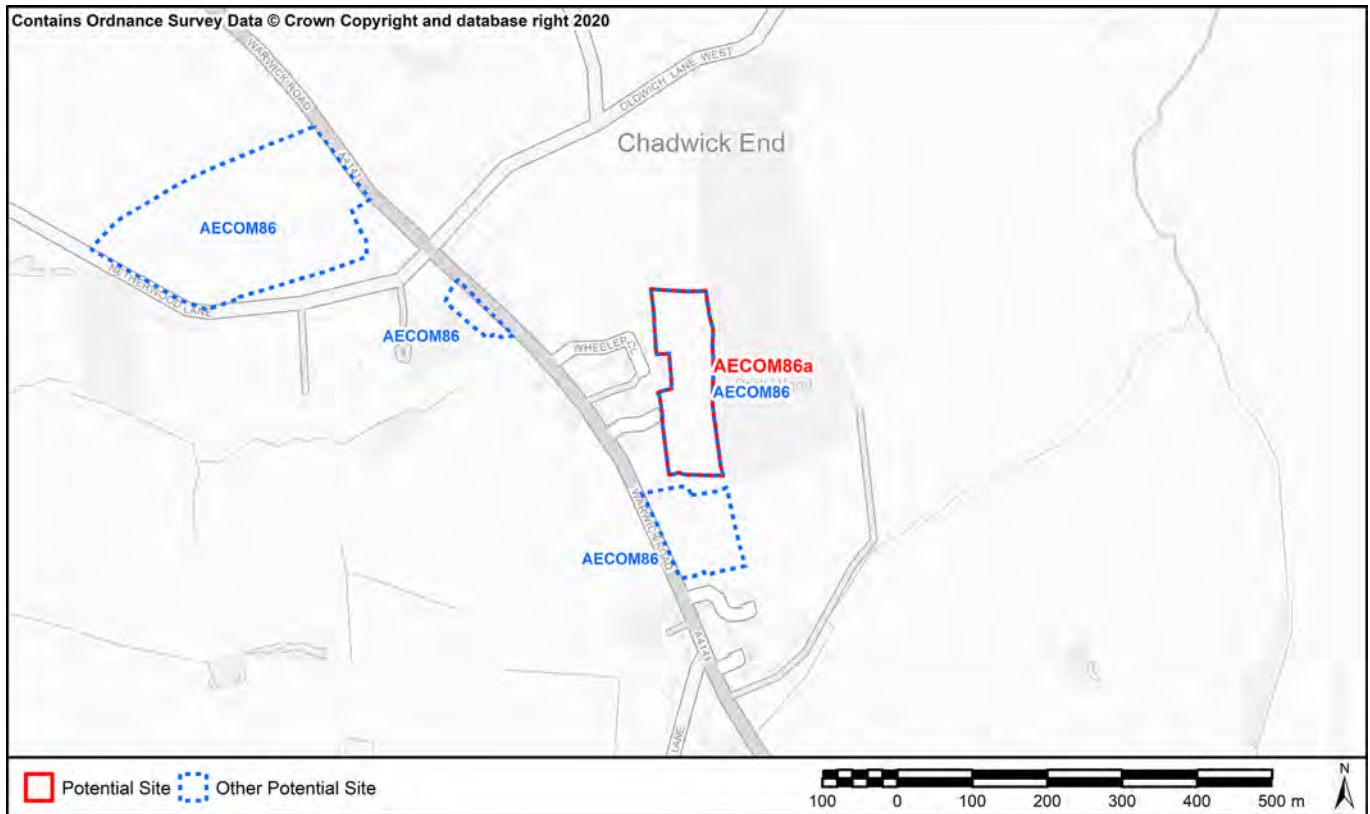 Contains Ordnance Survey Data © Crown Copyright and database right 2020
WARWICK ROAD
OLDWICH LANE WEST
Chadwick End
A4141
AECOM86
NETHERWOOD LANE
AECOM86
WHEELER CL
AECOM86a
AECOM86
WARWICK ROAD
AECOM86
A4141
LANE
Potential Site
Other Potential Site
100 0 100 200 300 400 500 m
N